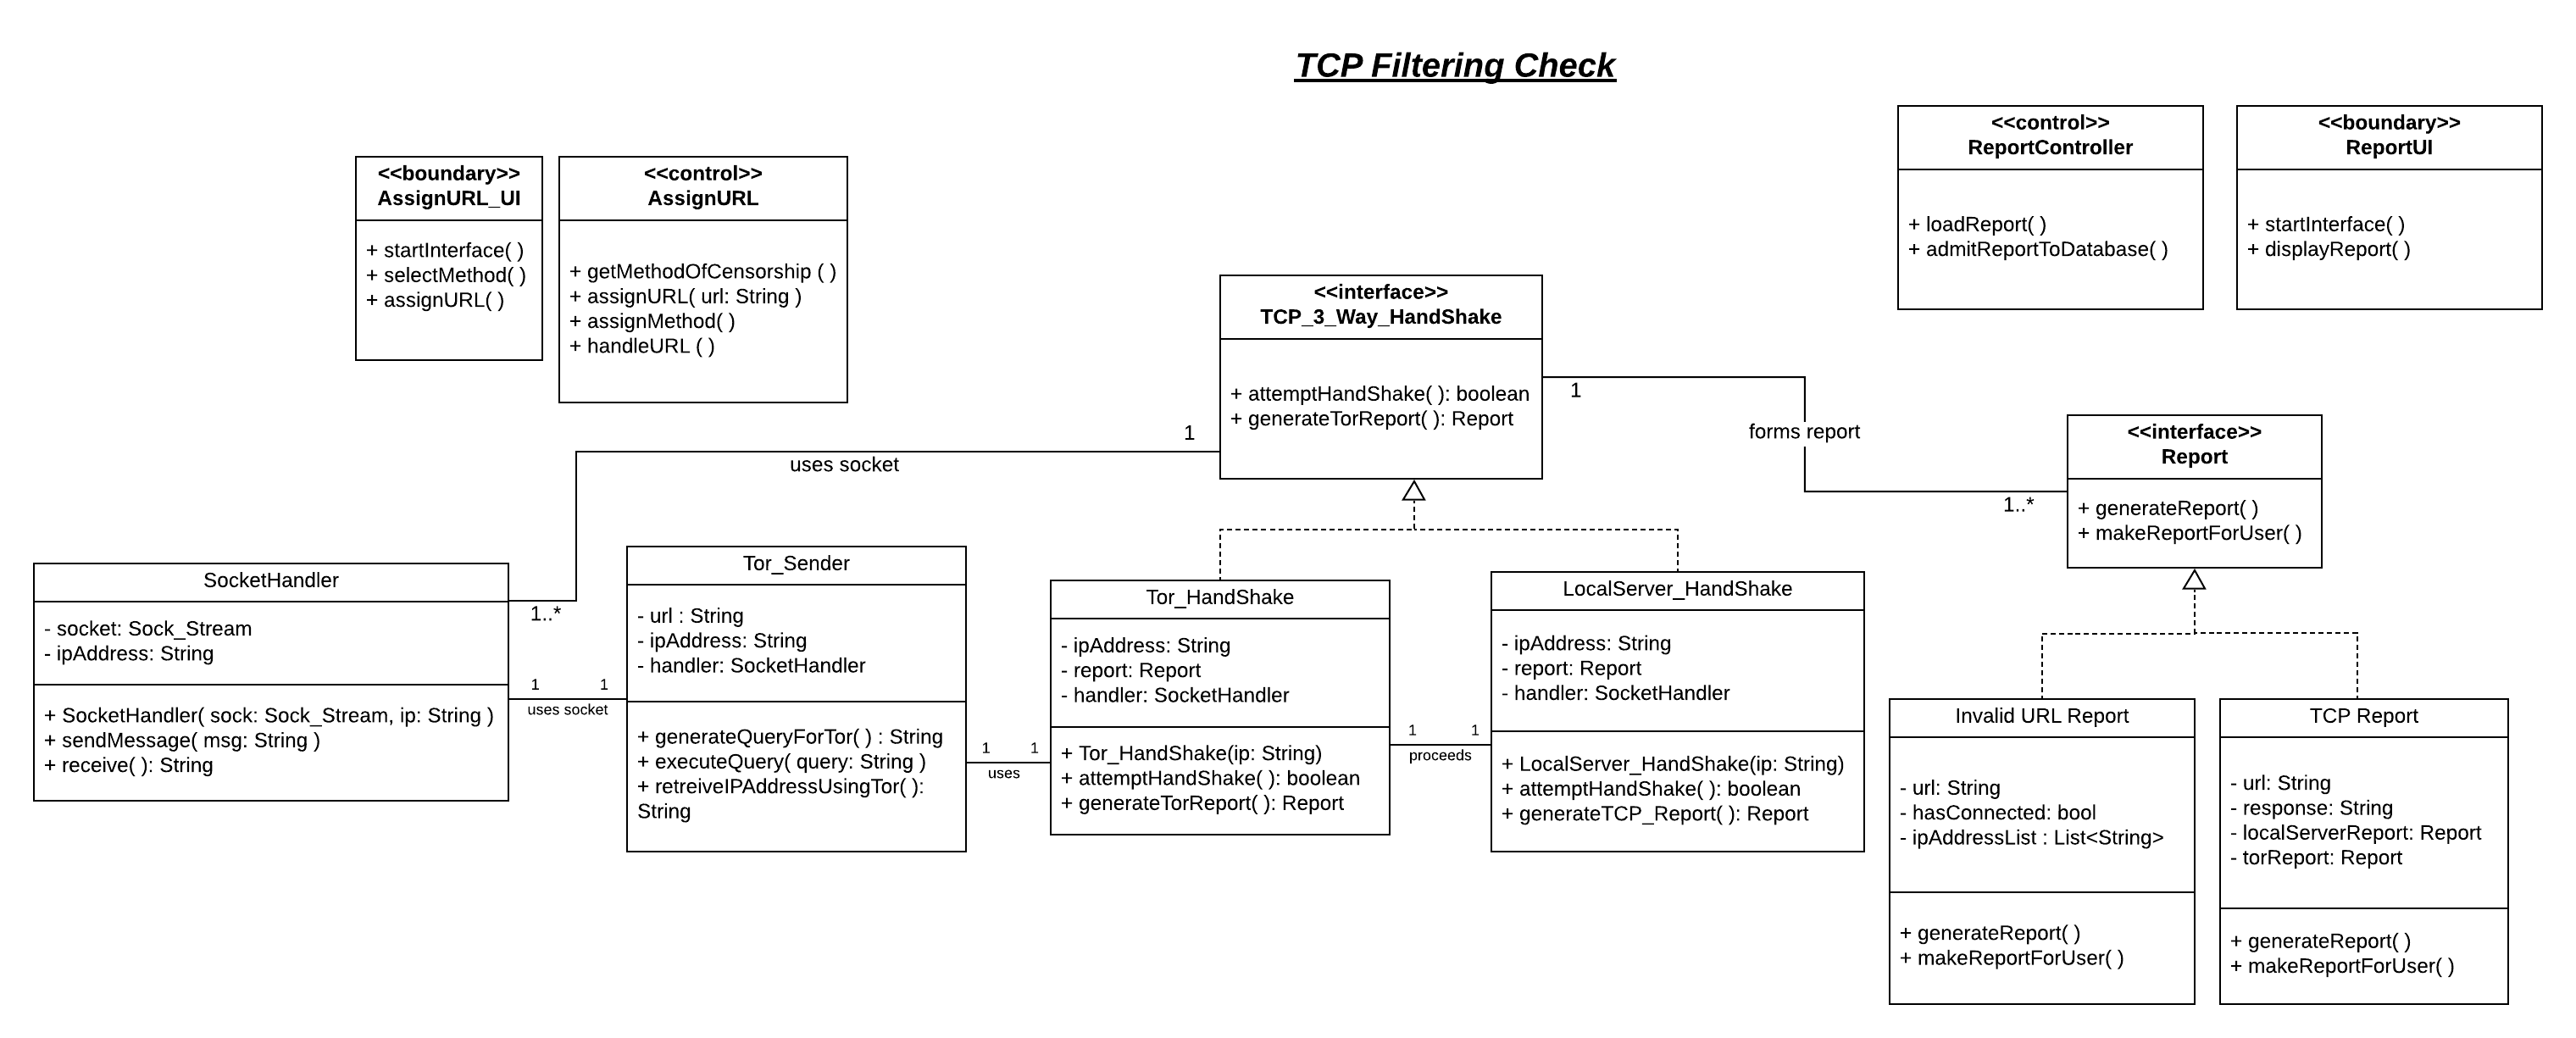 TCP Filtering Check
<<boundary>>
AssignURL_UI
+ startInterface( )
+ selectMethod( )
+ assignURL( )
<<control>>
AssignURL
+ getMethodOfCensorship ( )
+ assignURL( url: String )
+ assignMethod( )
+ handleURL ( )
<<control>>
ReportController
+ loadReport( )
+ admitReportToDatabase( )
<<boundary>>
ReportUI
+ startInterface( )
+ displayReport( )
<<interface>>
TCP_3_Way_HandShake
+ attemptHandShake( ): boolean
+ generateTorReport( ): Report
1
forms report
1..*
1
uses socket
1..*
<<interface>>
Report
+ generateReport( )
+ makeReportForUser( )
SocketHandler
- socket: Sock_Stream
- ipAddress: String
+ SocketHandler( sock: Sock_Stream, ip: String )
+ sendMessage( msg: String )
+ receive( ): String
1
1
uses socket
Tor_Sender
- url : String
- ipAddress: String
- handler: SocketHandler
+ generateQueryForTor( ) : String
+ executeQuery( query: String )
+ retreiveIPAddressUsingTor( ):
String
1
1
uses
Tor_HandShake
- ipAddress: String
- report: Report
- handler: SocketHandler
+ Tor_HandShake(ip: String)
+ attemptHandShake( ): boolean
+ generateTorReport( ): Report
1
1
proceeds
LocalServer_HandShake
- ipAddress: String
- report: Report
- handler: SocketHandler
+ LocalServer_HandShake(ip: String)
+ attemptHandShake( ): boolean
+ generateTCP_Report( ): Report
Invalid URL Report
- url: String
- hasConnected: bool
- ipAddressList : List<String>
+ generateReport( )
+ makeReportForUser( )
TCP Report
- url: String
- response: String
- localServerReport: Report
- torReport: Report
+ generateReport( )
+ makeReportForUser( )